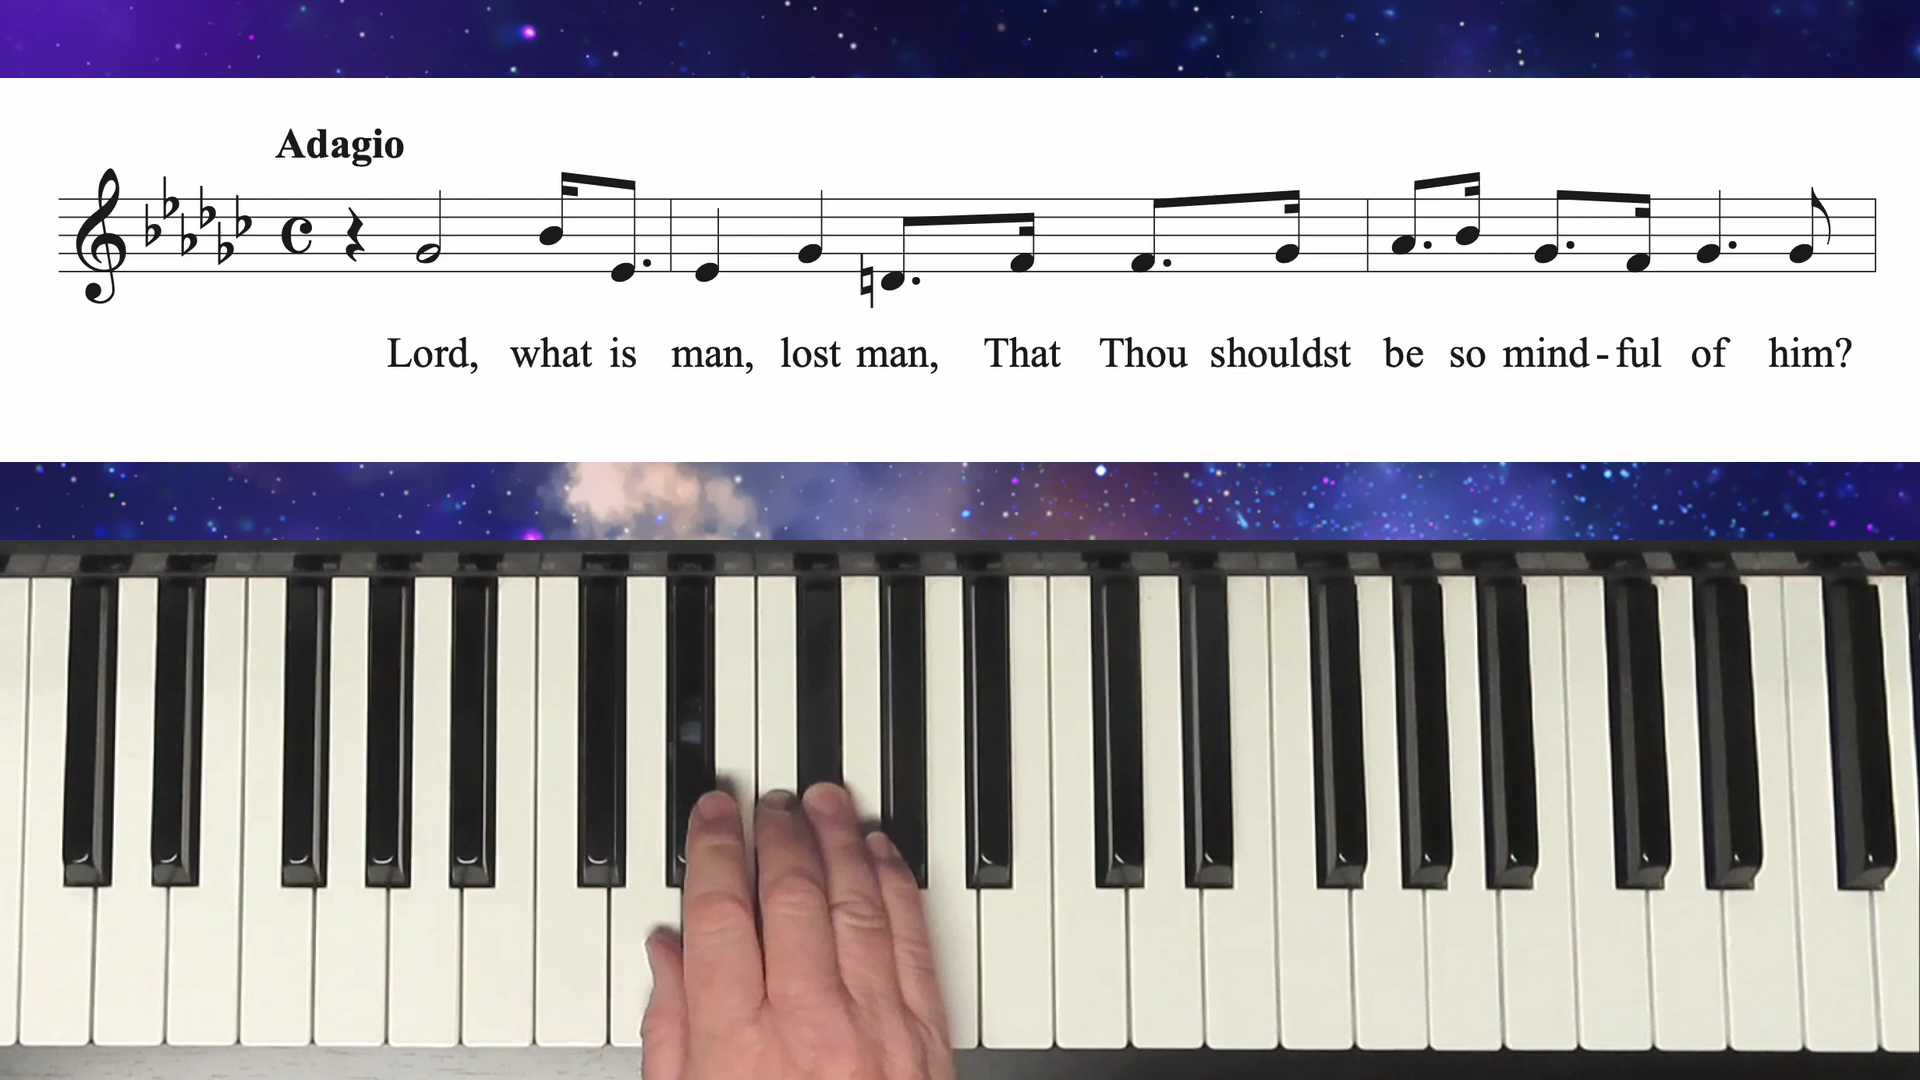 Adagio
Lord, what is man, lost man, That Thou shouldst be so mind-ful of him?